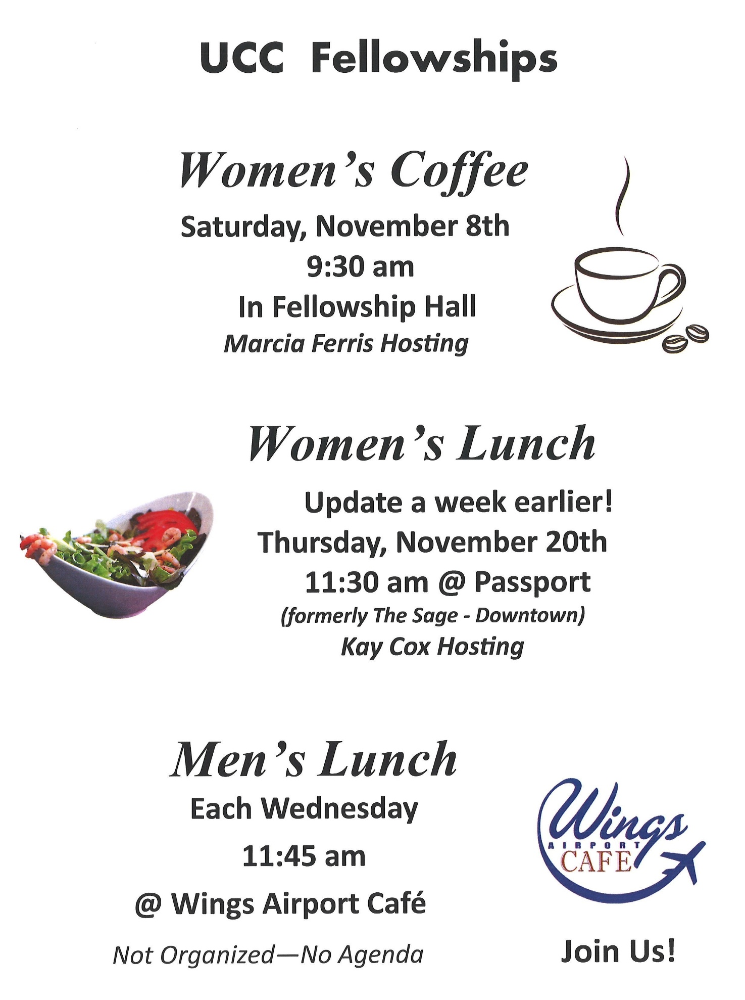 UCC Fellowships
Women’s Coffee
Saturday, November 8th
9:30 am
In Fellowship Hall
Marcia Ferris Hosting
Women’s Lunch
Update a week earlier!
Thursday, November 20th
11:30 am @ Passport
(formerly The Sage - Downtown)
Kay Cox Hosting
Men’s Lunch
Each Wednesday
11:45 am
@ Wings Airport Café
Not Organized—No Agenda
Wings
AIRPORT
CAFE
Join Us!